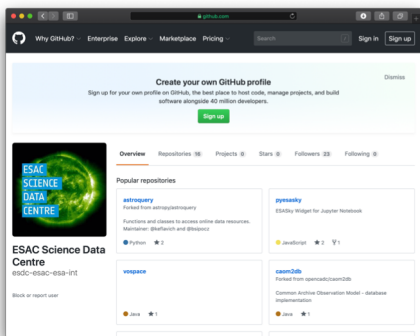 github.com
Why GitHub? Enterprise Explore Marketplace Pricing Search / Sign in Sign up
Create your own GitHub profile
Dismiss
Sign up for your own profile on GitHub, the best place to host code, manage projects, and build
software alongside 40 million developers.
Sign up
ESAC
SCIENCE
DATA
CENTRE
ESAC Science Data
Centre
esdc-esac-esa-int
Block or report user
Overview Repositories 16 Projects 0 Stars 0 Followers 23 Following 0
Popular repositories
astroquery
Forked from astropy/astroquery
Functions and classes to access online data resources.
Maintainer: @keflavich and @bsipocz
Python 2
pyesasky
ESASky Widget for Jupyter Notebook
JavaScript 2 1
vospace
Java 1
caom2db
Forked from opencadc/caom2db
Common Archive Observation Model - database
implementation
Java 1